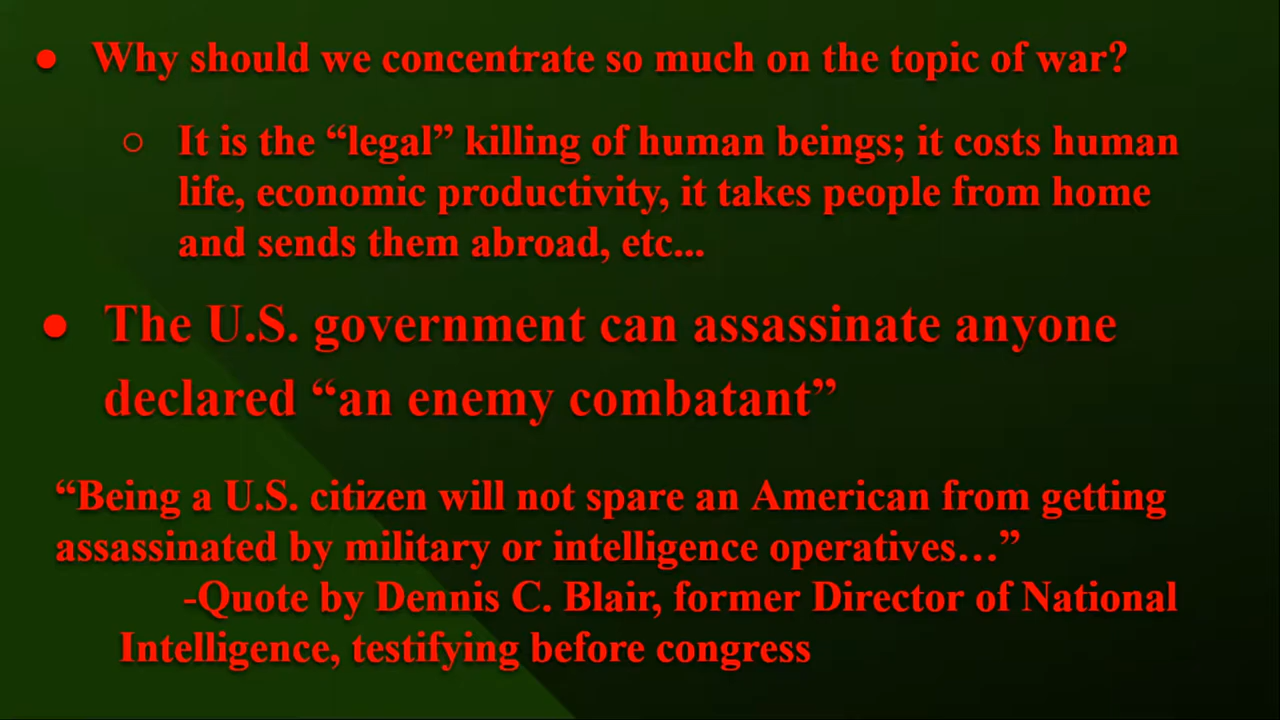 ● Why should we concentrate so much on the topic of war?
○ It is the “legal” killing of human beings; it costs human
life, economic productivity, it takes people from home
and sends them abroad, etc...
● The U.S. government can assassinate anyone
declared “an enemy combatant”
“Being a U.S. citizen will not spare an American from getting
assassinated by military or intelligence operatives…”
-Quote by Dennis C. Blair, former Director of National
Intelligence, testifying before congress